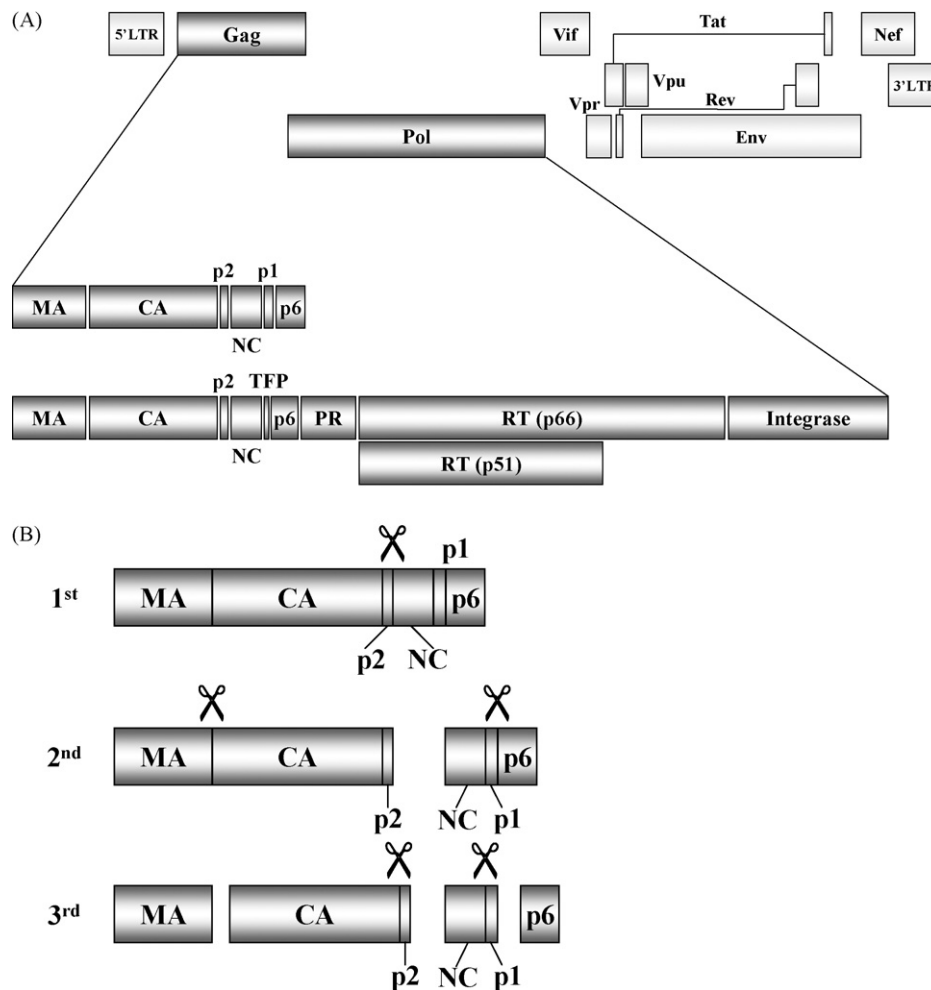 (A)
5'LTR Gag Vif Tat Nef
Vpr Vpu Rev 3'LTR
Pol Env
p2 p1
MA CA p6
NC
p2 TFP
MA CA p6 PR RT (p66) Integrase
NC
RT (p51)
(B)
p1
1st MA CA p6
p2 NC
2nd MA CA p6
p2 NC p1
3rd MA CA p6
p2 NC p1